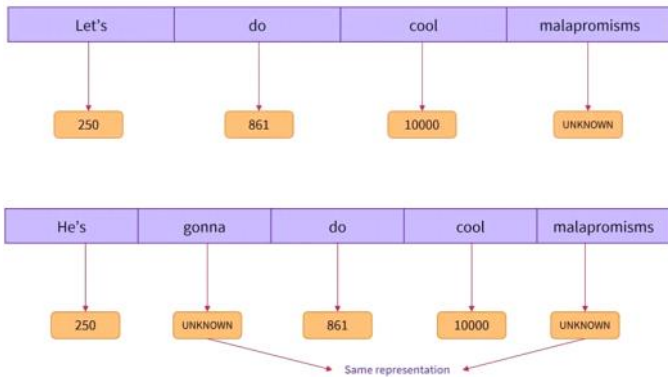 Let's do cool malapromisms
250 861 10000 UNKNOWN
He's gonna do cool malapromisms
250 UNKNOWN 861 10000 UNKNOWN
Same representation